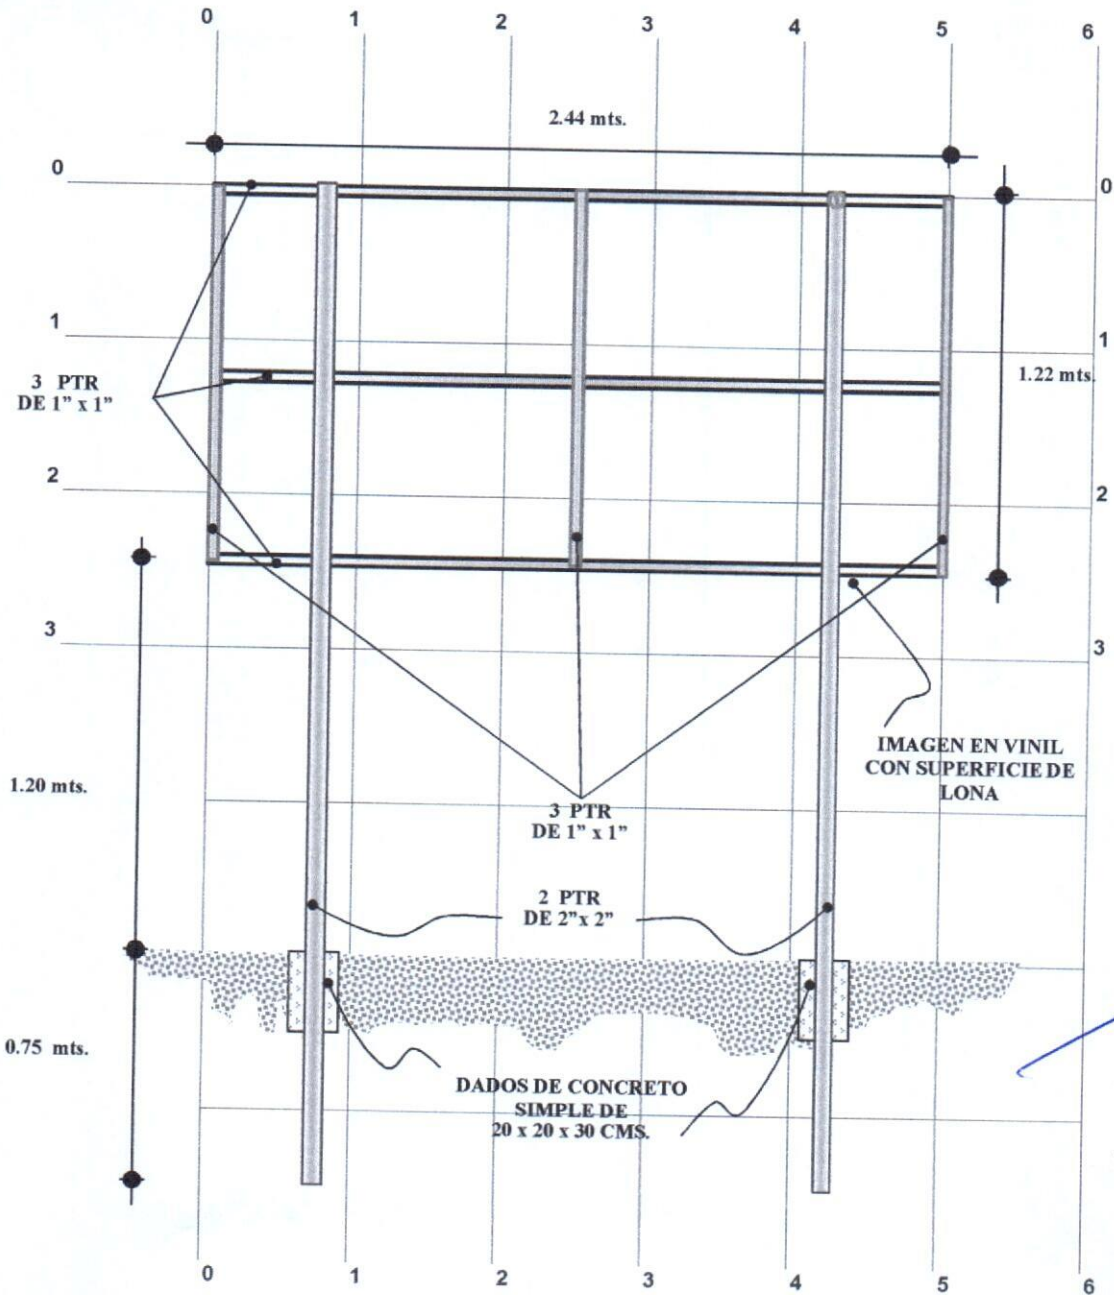 0 1 2 3 4 5 6
2.44 mts.
0 0
1 1
3 PTR
DE 1” x 1”
1.22 mts.
2 2
3 3
IMAGEN EN VINIL
CON SUPERFICIE DE
LONA
1.20 mts.
3 PTR
DE 1” x 1”
2 PTR
DE 2”x 2”
0.75 mts.
DADOS DE CONCRETO
SIMPLE DE
20 x 20 x 30 CMS.
0 1 2 3 4 5 6